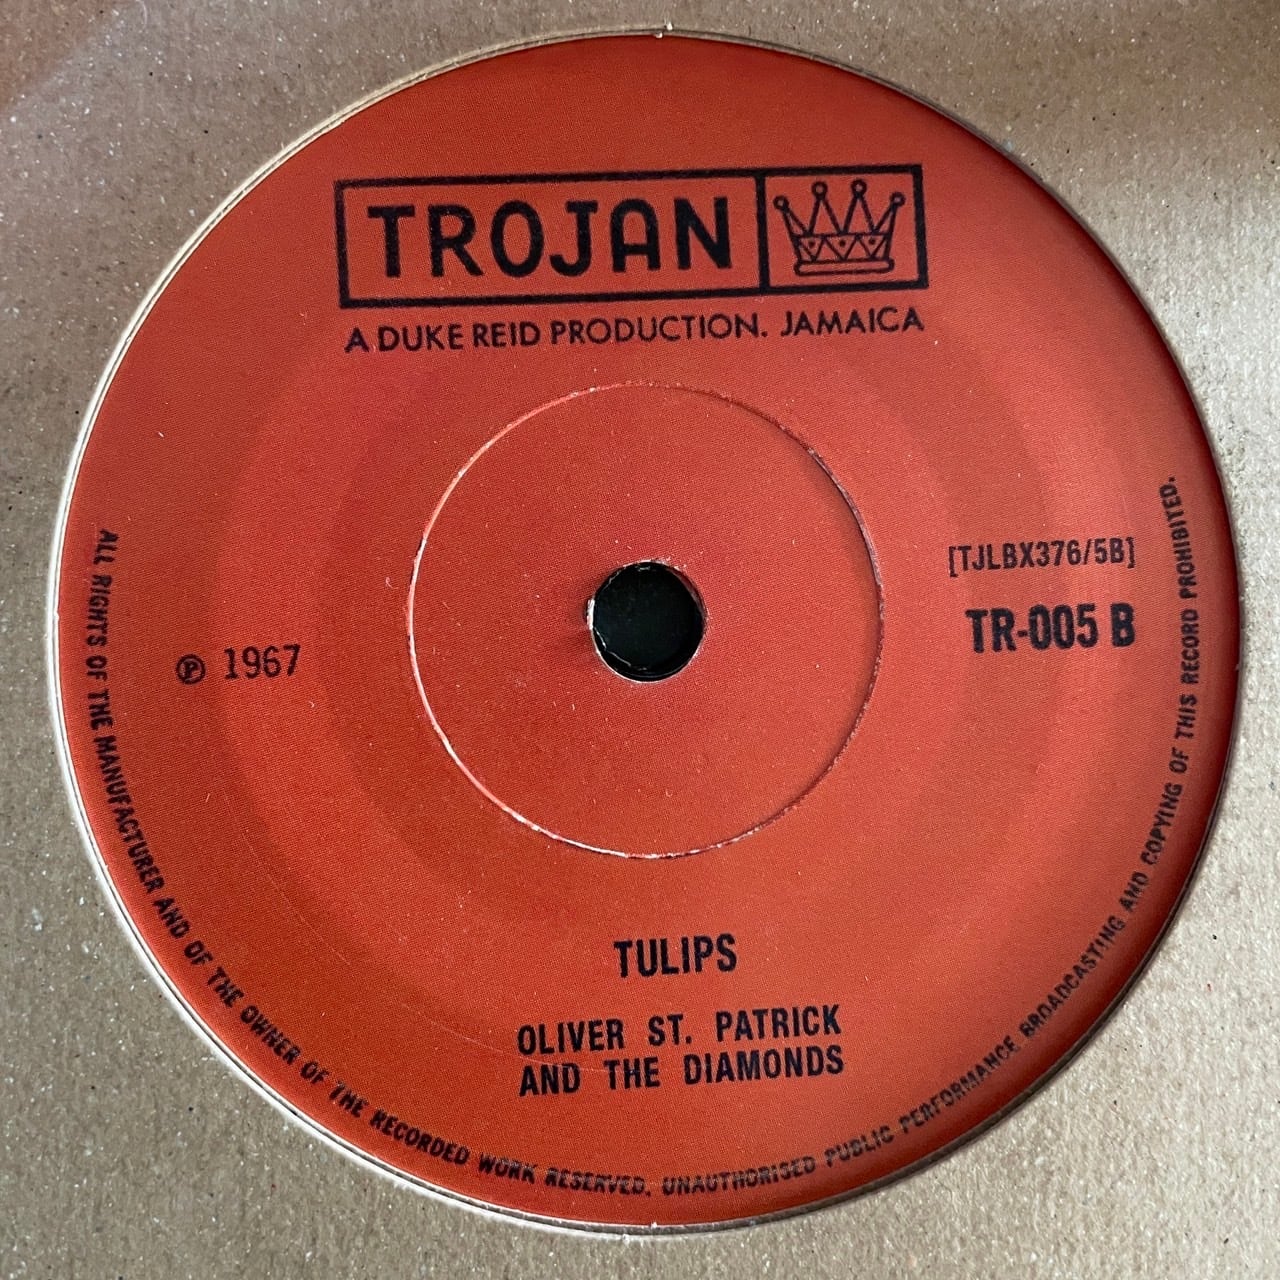 TROJAN
A DUKE REID PRODUCTION. JAMAICA
[TJLBX376/5B]
TR-005 B
℗ 1967
TULIPS
OLIVER ST. PATRICK
AND THE DIAMONDS
ALL RIGHTS OF THE MANUFACTURER AND OF THE OWNER OF THE RECORDED WORK RESERVED. UNAUTHORISED PUBLIC PERFORMANCE BROADCASTING AND COPYING OF THIS RECORD PROHIBITED.